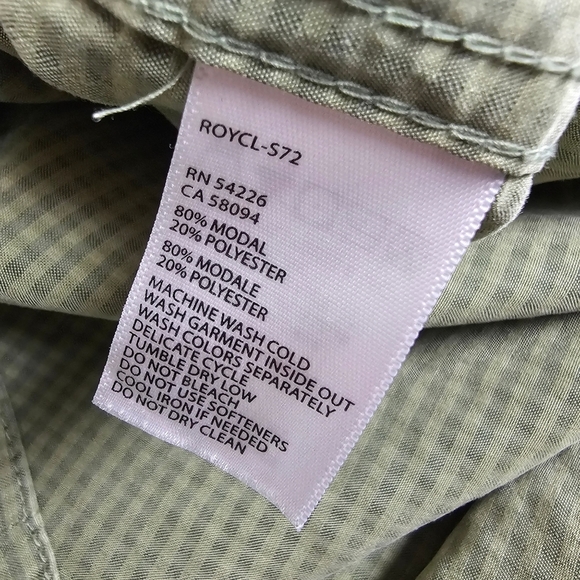 ROYCL-S72
RN 54226
CA 58094
80% MODAL
20% POLYESTER
80% MODALE
20% POLYESTER
MACHINE WASH COLD
WASH GARMENT INSIDE OUT
WASH COLORS SEPARATELY
DELICATE CYCLE
TUMBLE DRY LOW
DO NOT BLEACH
DO NOT USE SOFTENERS
COOL IRON IF NEEDED
DO NOT DRY CLEAN